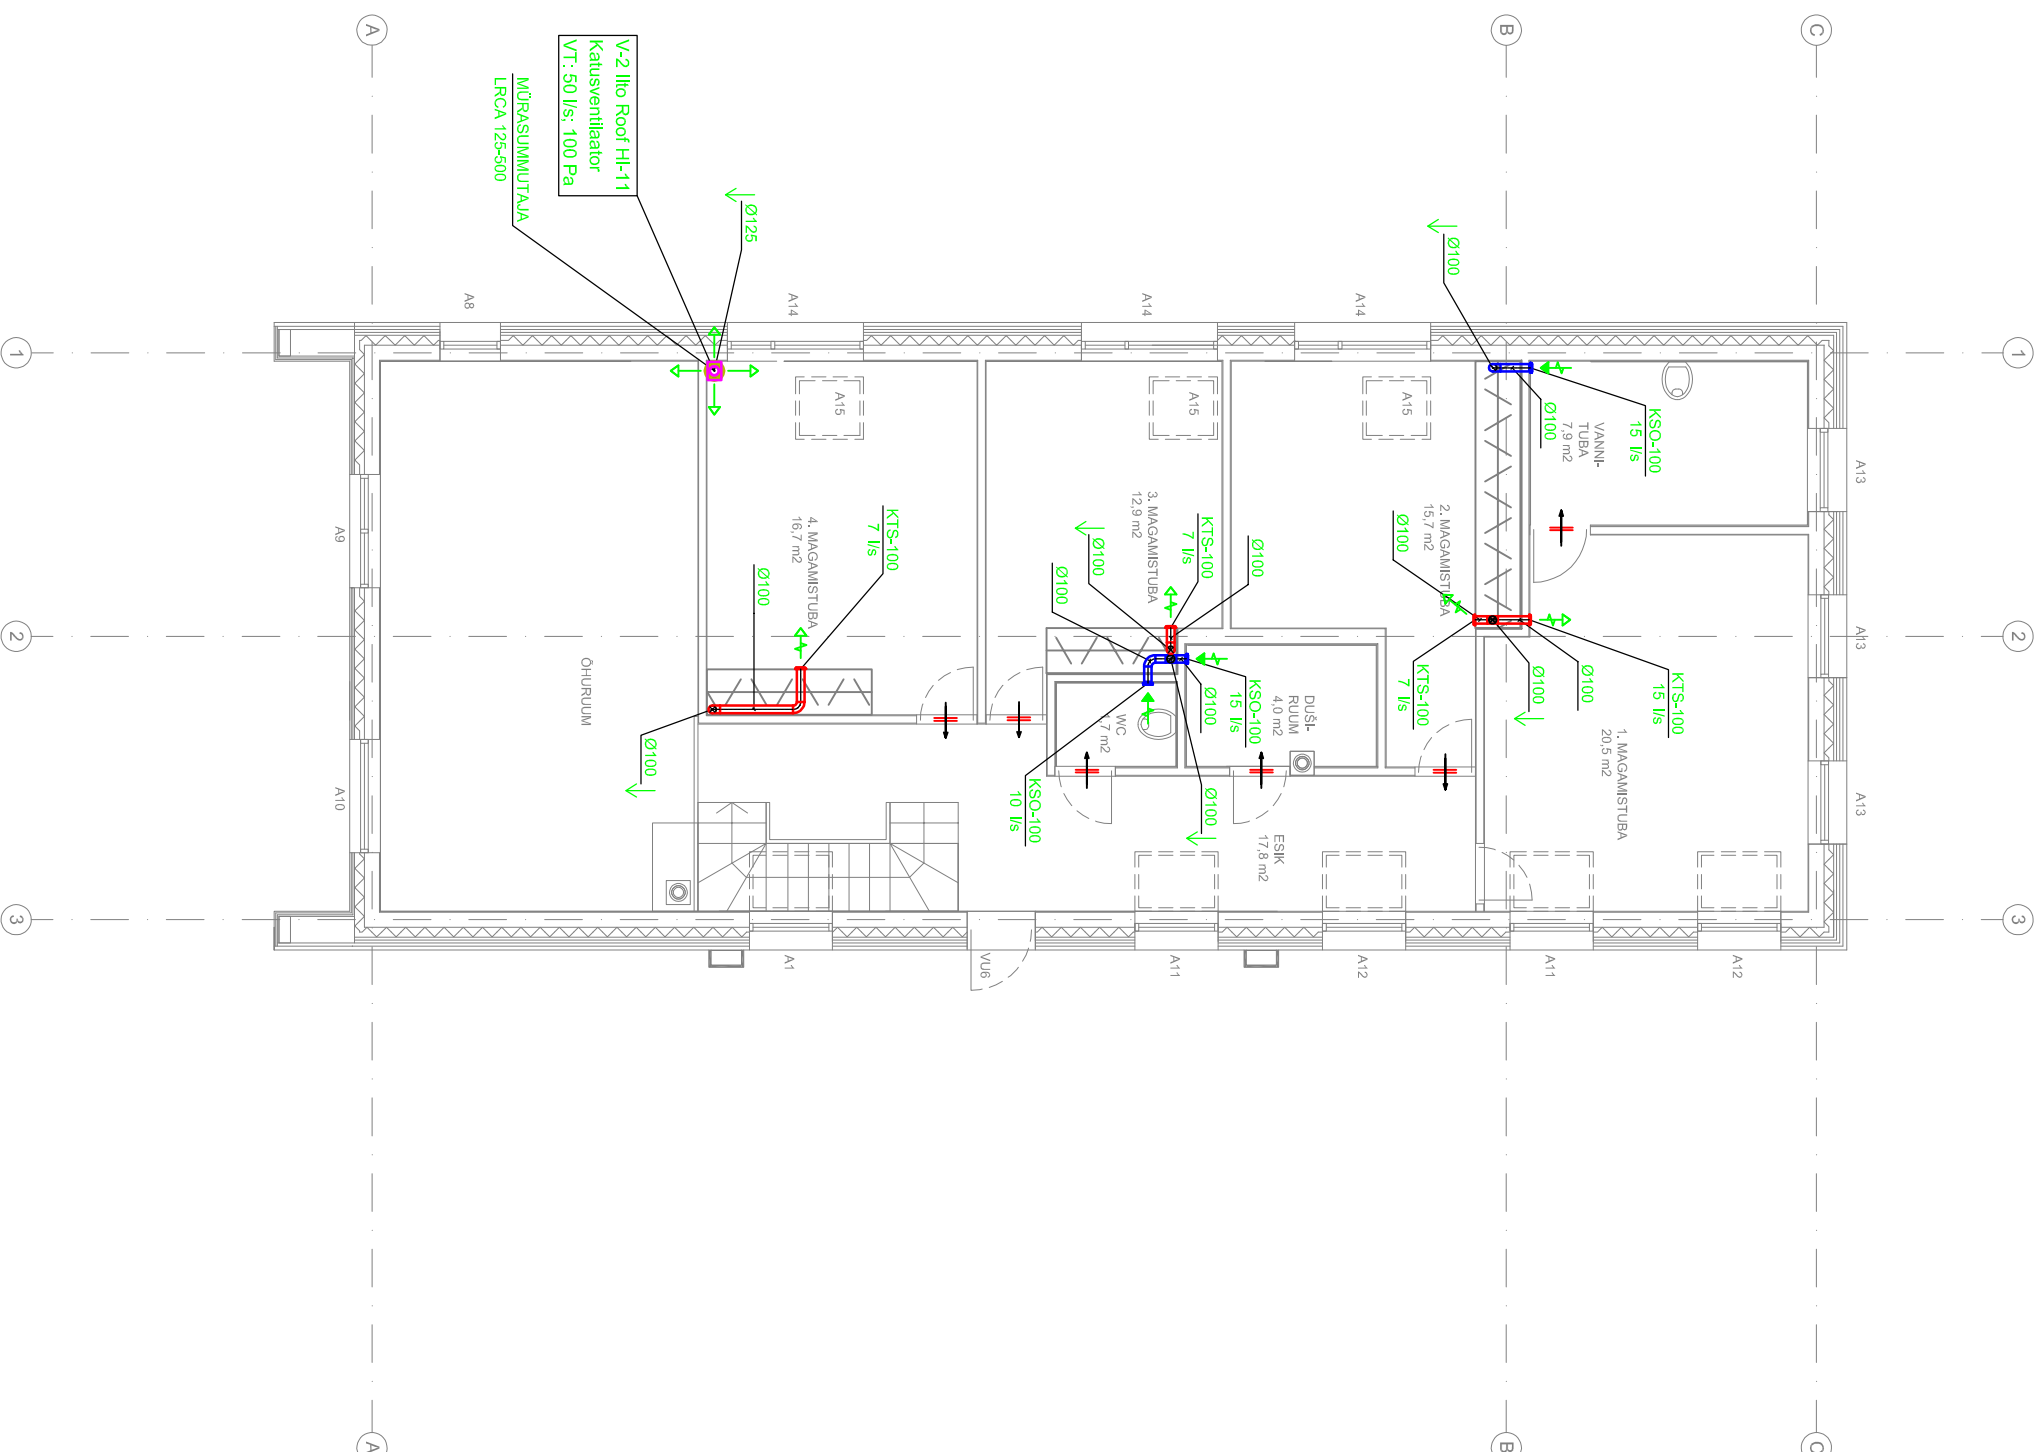 A
B
C
V-2 Ilto Roof HI-11
Katusventilaator
VT: 50 l/s; 100 Pa
MÜRASUMMUTAJA
LRCA 125-500
Ø125
Ø100
A8
A14
A14
A14
1
1
A15
A15
A15
KSO-100
15 l/s
Ø100
VANNI-
TUBA
7,9 m2
A13
A9
4. MAGAMISTUBA
16,7 m2
KTS-100
7 l/s
Ø100
3. MAGAMISTUBA
12,9 m2
KTS-100
7 l/s
Ø100
Ø100
Ø100
2. MAGAMISTUBA
15,7 m2
Ø100
2
2
A13
ÕHURUUM
Ø100
WC
DUŠI-
RUUM
4,0 m2
KSO-100
15 l/s
Ø100
KTS-100
7 l/s
Ø100
Ø100
KTS-100
15 l/s
1. MAGAMISTUBA
20,5 m2
A10
KSO-100
10 l/s
Ø100
ESIK
17,8 m2
A13
3
3
A1
VU6
A11
A12
A11
A12
A
B
C